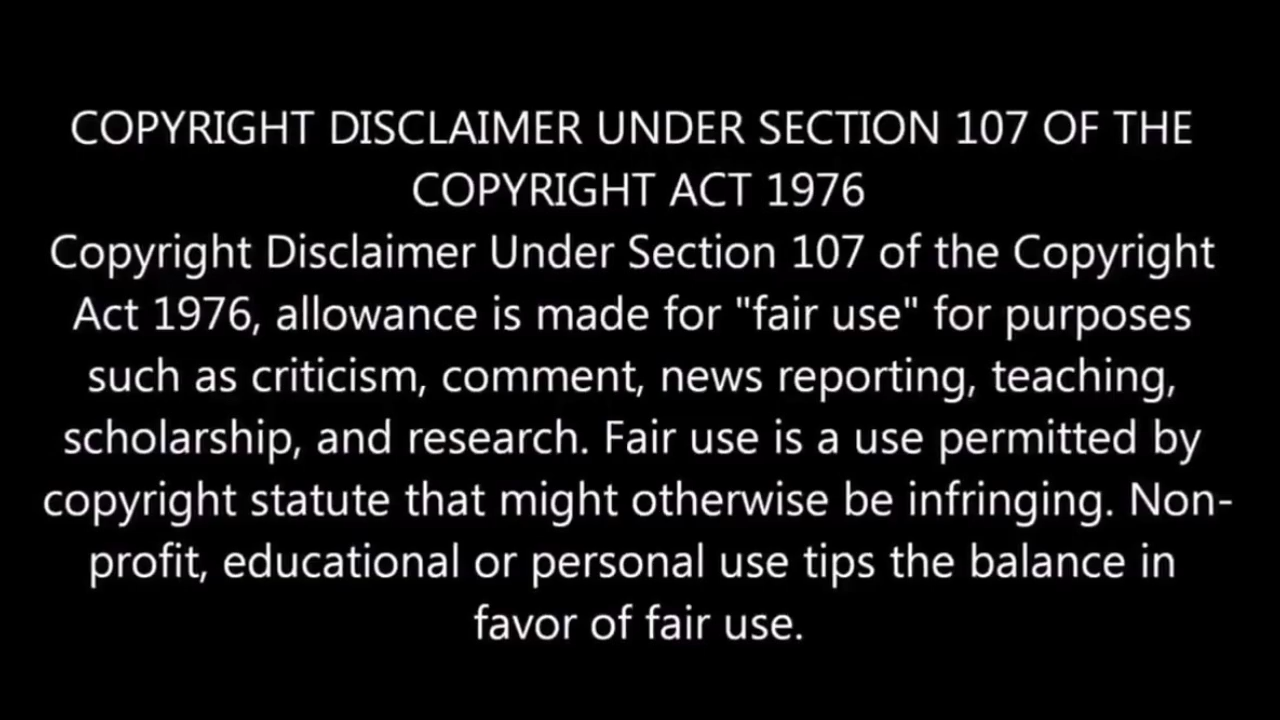 COPYRIGHT DISCLAIMER UNDER SECTION 107 OF THE
COPYRIGHT ACT 1976
Copyright Disclaimer Under Section 107 of the Copyright
Act 1976, allowance is made for "fair use" for purposes
such as criticism, comment, news reporting, teaching,
scholarship, and research. Fair use is a use permitted by
copyright statute that might otherwise be infringing. Non-
profit, educational or personal use tips the balance in
favor of fair use.